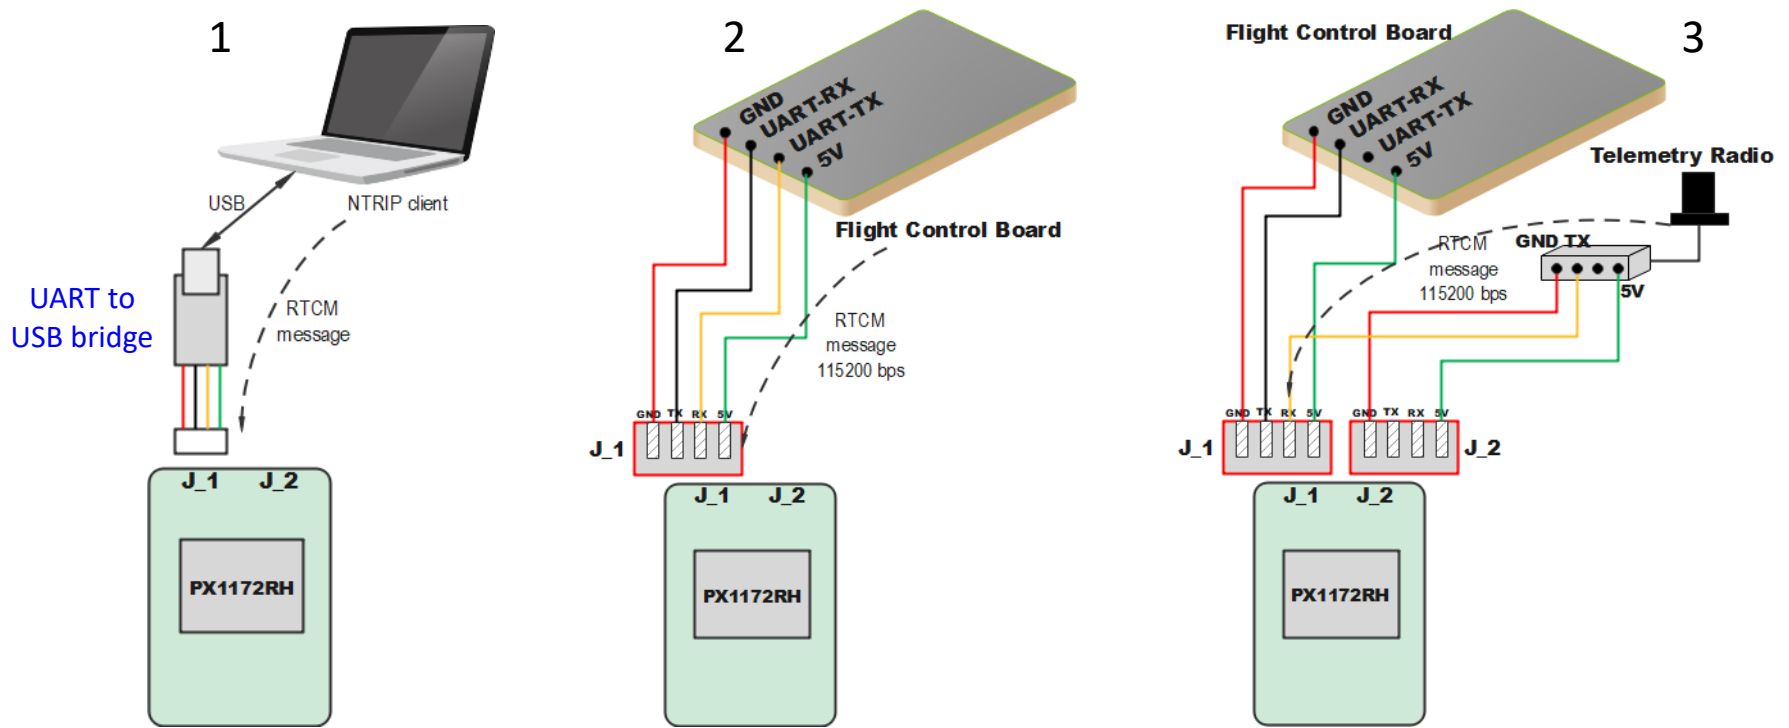 1
USB
NTRIP client
UART to
USB bridge
RTCM
message
J_1 J_2
PX1172RH
2
GND
UART-RX
UART-TX
5V
Flight Control Board
RTCM
message
115200 bps
GND TX RX 5V
J_1
J_1 J_2
PX1172RH
3
Flight Control Board
GND
UART-RX
UART-TX
5V
Telemetry Radio
GND TX
5V
RTCM
message
115200 bps
GND TX RX 5V
GND TX RX 5V
J_1
J_2
J_1 J_2
PX1172RH